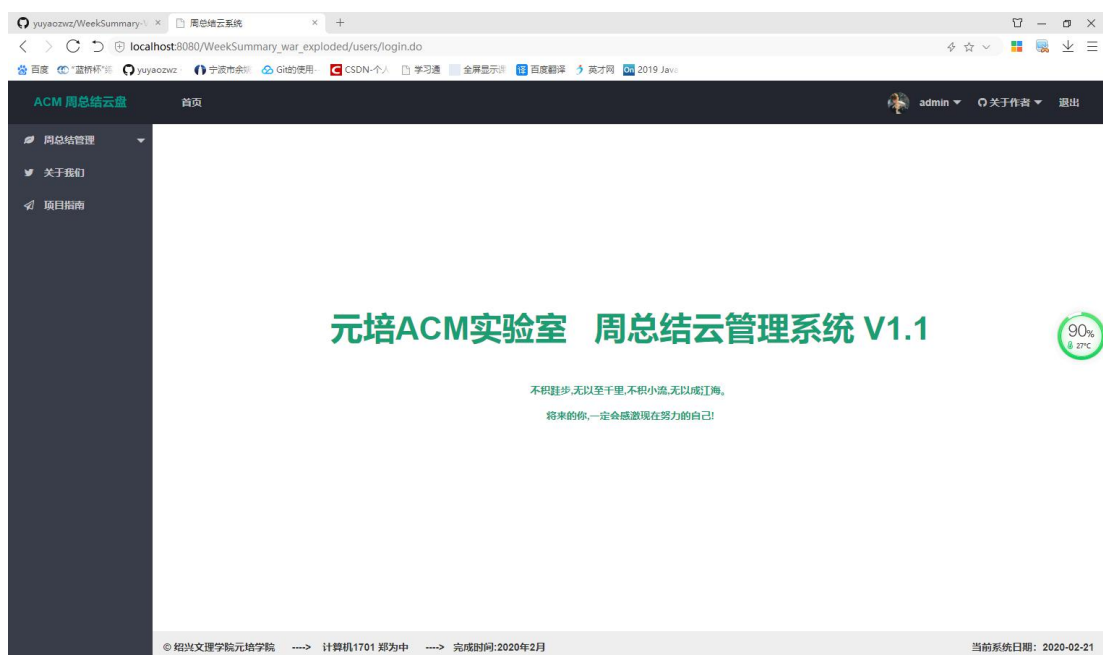 yuyaozwz/WeekSummary-
周总结云系统
localhost:8080/WeekSummary_war_exploded/users/login.do
百度 "蓝桥杯" yuyaozwz 宁波市余姚 Git的使用- CSDN-个人 学习通 全屏显示 百度翻译 英才网 2019 Java
ACM 周总结云盘 首页 admin 关于作者 退出
周总结管理
关于我们
项目指南
元培ACM实验室 周总结云管理系统 V1.1
90%
27°C
不积跬步,无以至千里,不积小流,无以成江海。
将来的你,一定会感激现在努力的自己!
© 绍兴文理学院元培学院 ----> 计算机1701 郑为中 ----> 完成时间:2020年2月 当前系统日期: 2020-02-21